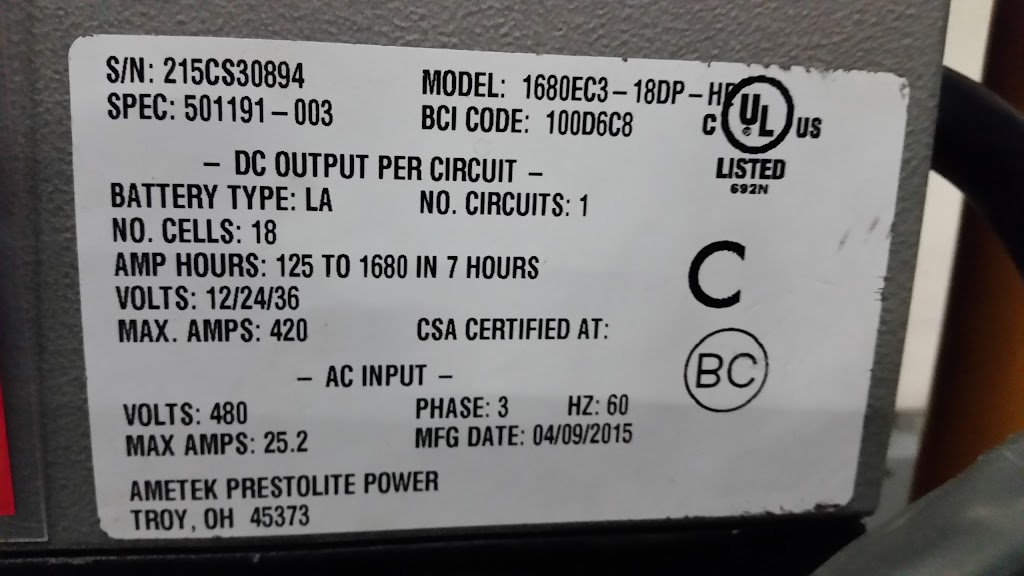 S/N: 215CS30894
MODEL: 1680EC3-18DP-H
SPEC: 501191-003
BCI CODE: 100D6C8
C UL US
®
LISTED
692N
- DC OUTPUT PER CIRCUIT -
BATTERY TYPE: LA
NO. CIRCUITS: 1
NO. CELLS: 18
AMP HOURS: 125 TO 1680 IN 7 HOURS
VOLTS: 12/24/36
MAX. AMPS: 420
CSA CERTIFIED AT:
C
BC
- AC INPUT -
VOLTS: 480
PHASE: 3
HZ: 60
MAX AMPS: 25.2
MFG DATE: 04/09/2015
AMETEK PRESTOLITE POWER
TROY, OH 45373